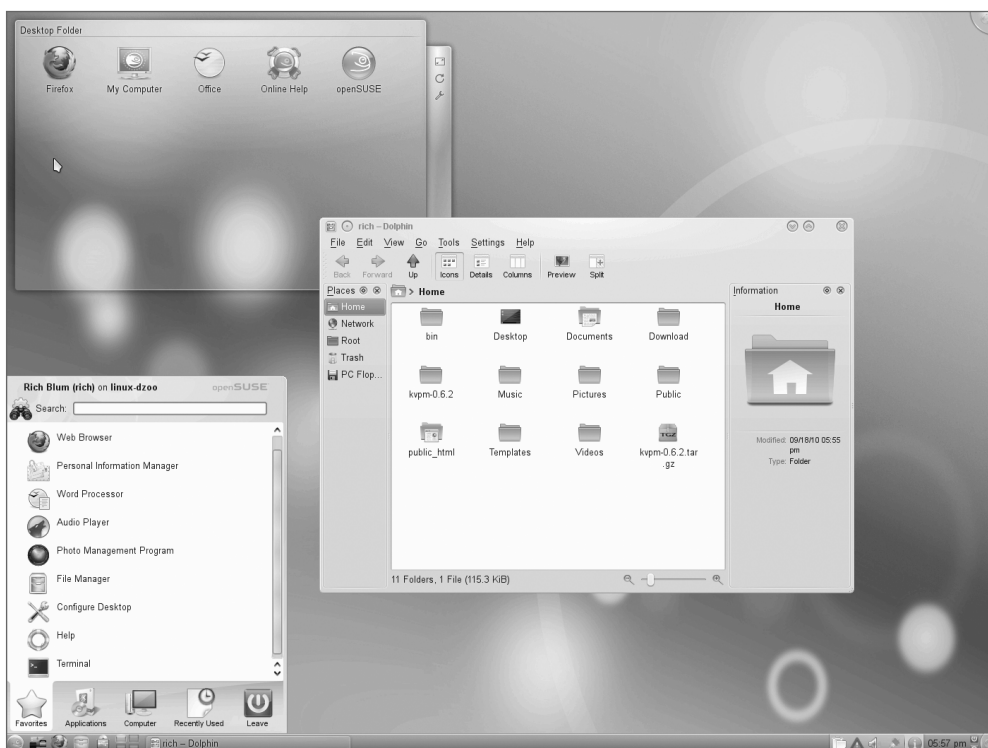 Desktop Folder
Firefox
My Computer
Office
Online Help
openSUSE
rich – Dolphin
File Edit View Go Tools Settings Help
Back Forward Up Icons Details Columns Preview Split
Places
Home
Network
Root
Trash
PC Flop...
> Home
bin Desktop Documents Download
kvpm-0.6.2 Music Pictures Public
public_html Templates Videos kvpm-0.6.2.tar
.gz
TGZ
11 Folders, 1 File (115.3 KiB)
Information
Home
Modified: 09/18/10 05:55
pm
Type: Folder
Rich Blum (rich) on linux-dzoo openSUSE
Search:
Web Browser
Personal Information Manager
Word Processor
Audio Player
Photo Management Program
File Manager
Configure Desktop
Help
Terminal
Favorites Applications Computer Recently Used Leave
rich – Dolphin
05:57 pm